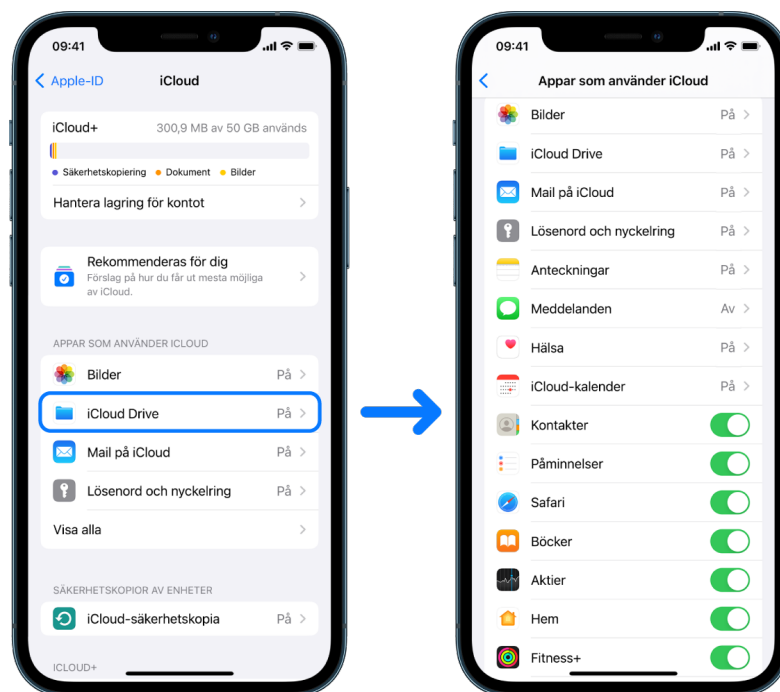 09:41
Apple-ID iCloud
iCloud+ 300,9 MB av 50 GB används
Säkerhetskopiering Dokument Bilder
Hantera lagring för kontot
Rekommenderas för dig
Förslag på hur du får ut mesta möjliga
av iCloud.
APPAR SOM ANVÄNDER ICLOUD
Bilder På
iCloud Drive På
Mail på iCloud På
Lösenord och nyckelring På
Visa alla
SÄKERHETSKOPIOR AV ENHETER
iCloud-säkerhetskopia På
ICLOUD+
09:41
Appar som använder iCloud
Bilder På
iCloud Drive På
Mail på iCloud På
Lösenord och nyckelring På
Anteckningar På
Meddelanden Av
Hälsa På
iCloud-kalender På
Kontakter
Påminnelser
Safari
Böcker
Aktier
Hem
Fitness+